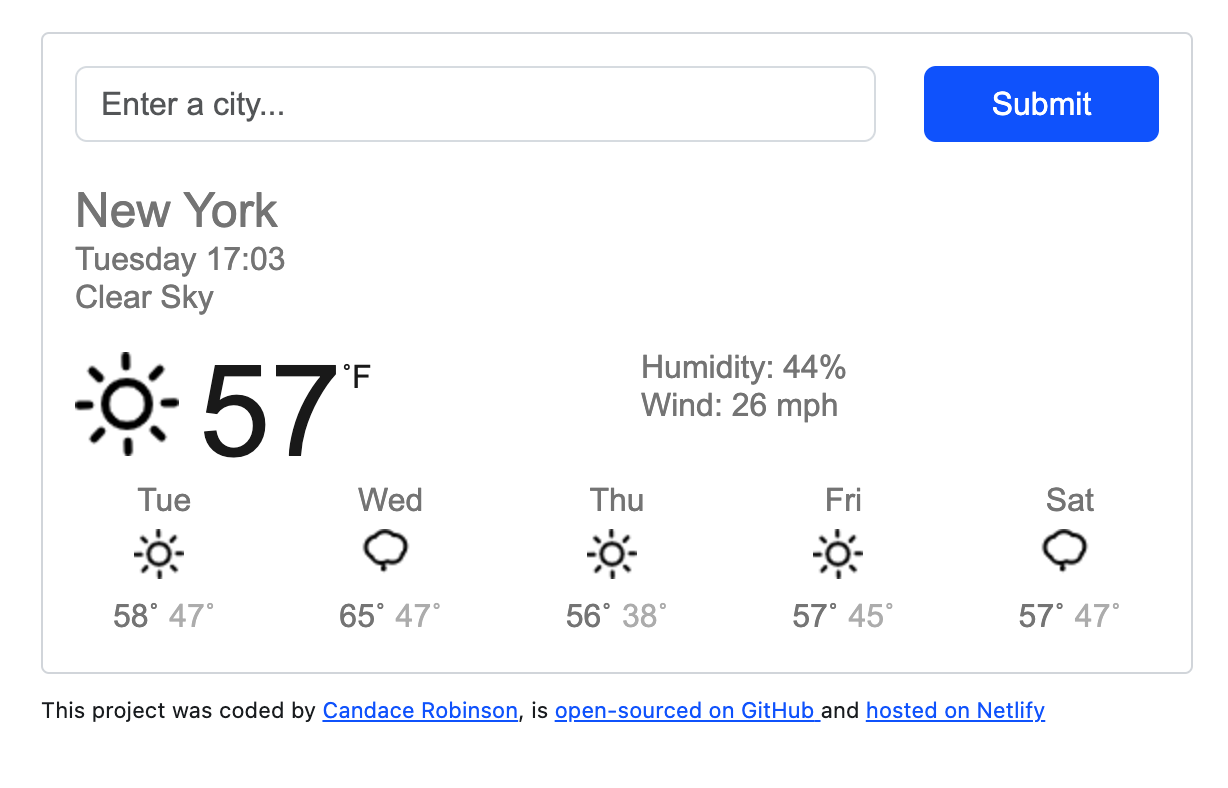 Enter a city...
Submit
New York
Tuesday 17:03
Clear Sky
57°F
Humidity: 44%
Wind: 26 mph
Tue Wed Thu Fri Sat
58° 47° 65° 47° 56° 38° 57° 45° 57° 47°
This project was coded by Candace Robinson, is open-sourced on GitHub and hosted on Netlify